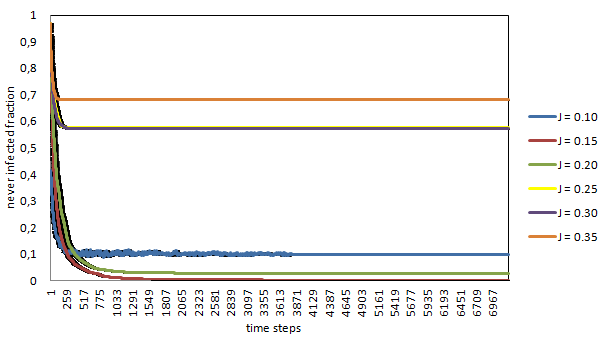 1
0,9
0,8
0,7
0,6
0,5
0,4
0,3
0,2
0,1
0
never infected fraction
1 259 517 775 1033 1291 1549 1807 2065 2323 2581 2839 3097 3355 3613 3871 4129 4387 4645 4903 5161 5419 5677 5935 6193 6451 6709 6967
time steps
J = 0.10
J = 0.15
J = 0.20
J = 0.25
J = 0.30
J = 0.35